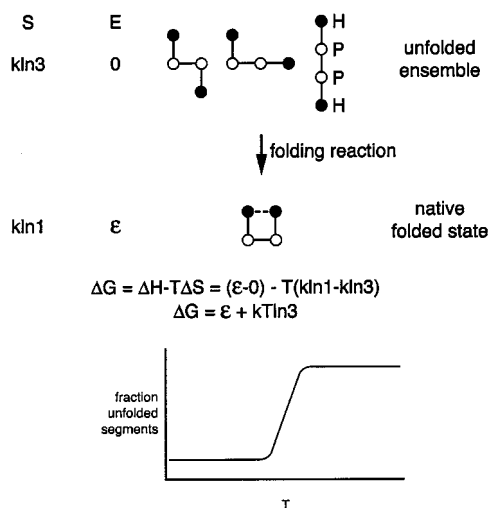 S E H
P unfolded
kln3 0 P ensemble
H
folding reaction
native
kln1 ε folded state
ΔG = ΔH-TΔS = (ε-0) - T(kln1-kln3)
ΔG = ε + kTln3
fraction
unfolded
segments
T